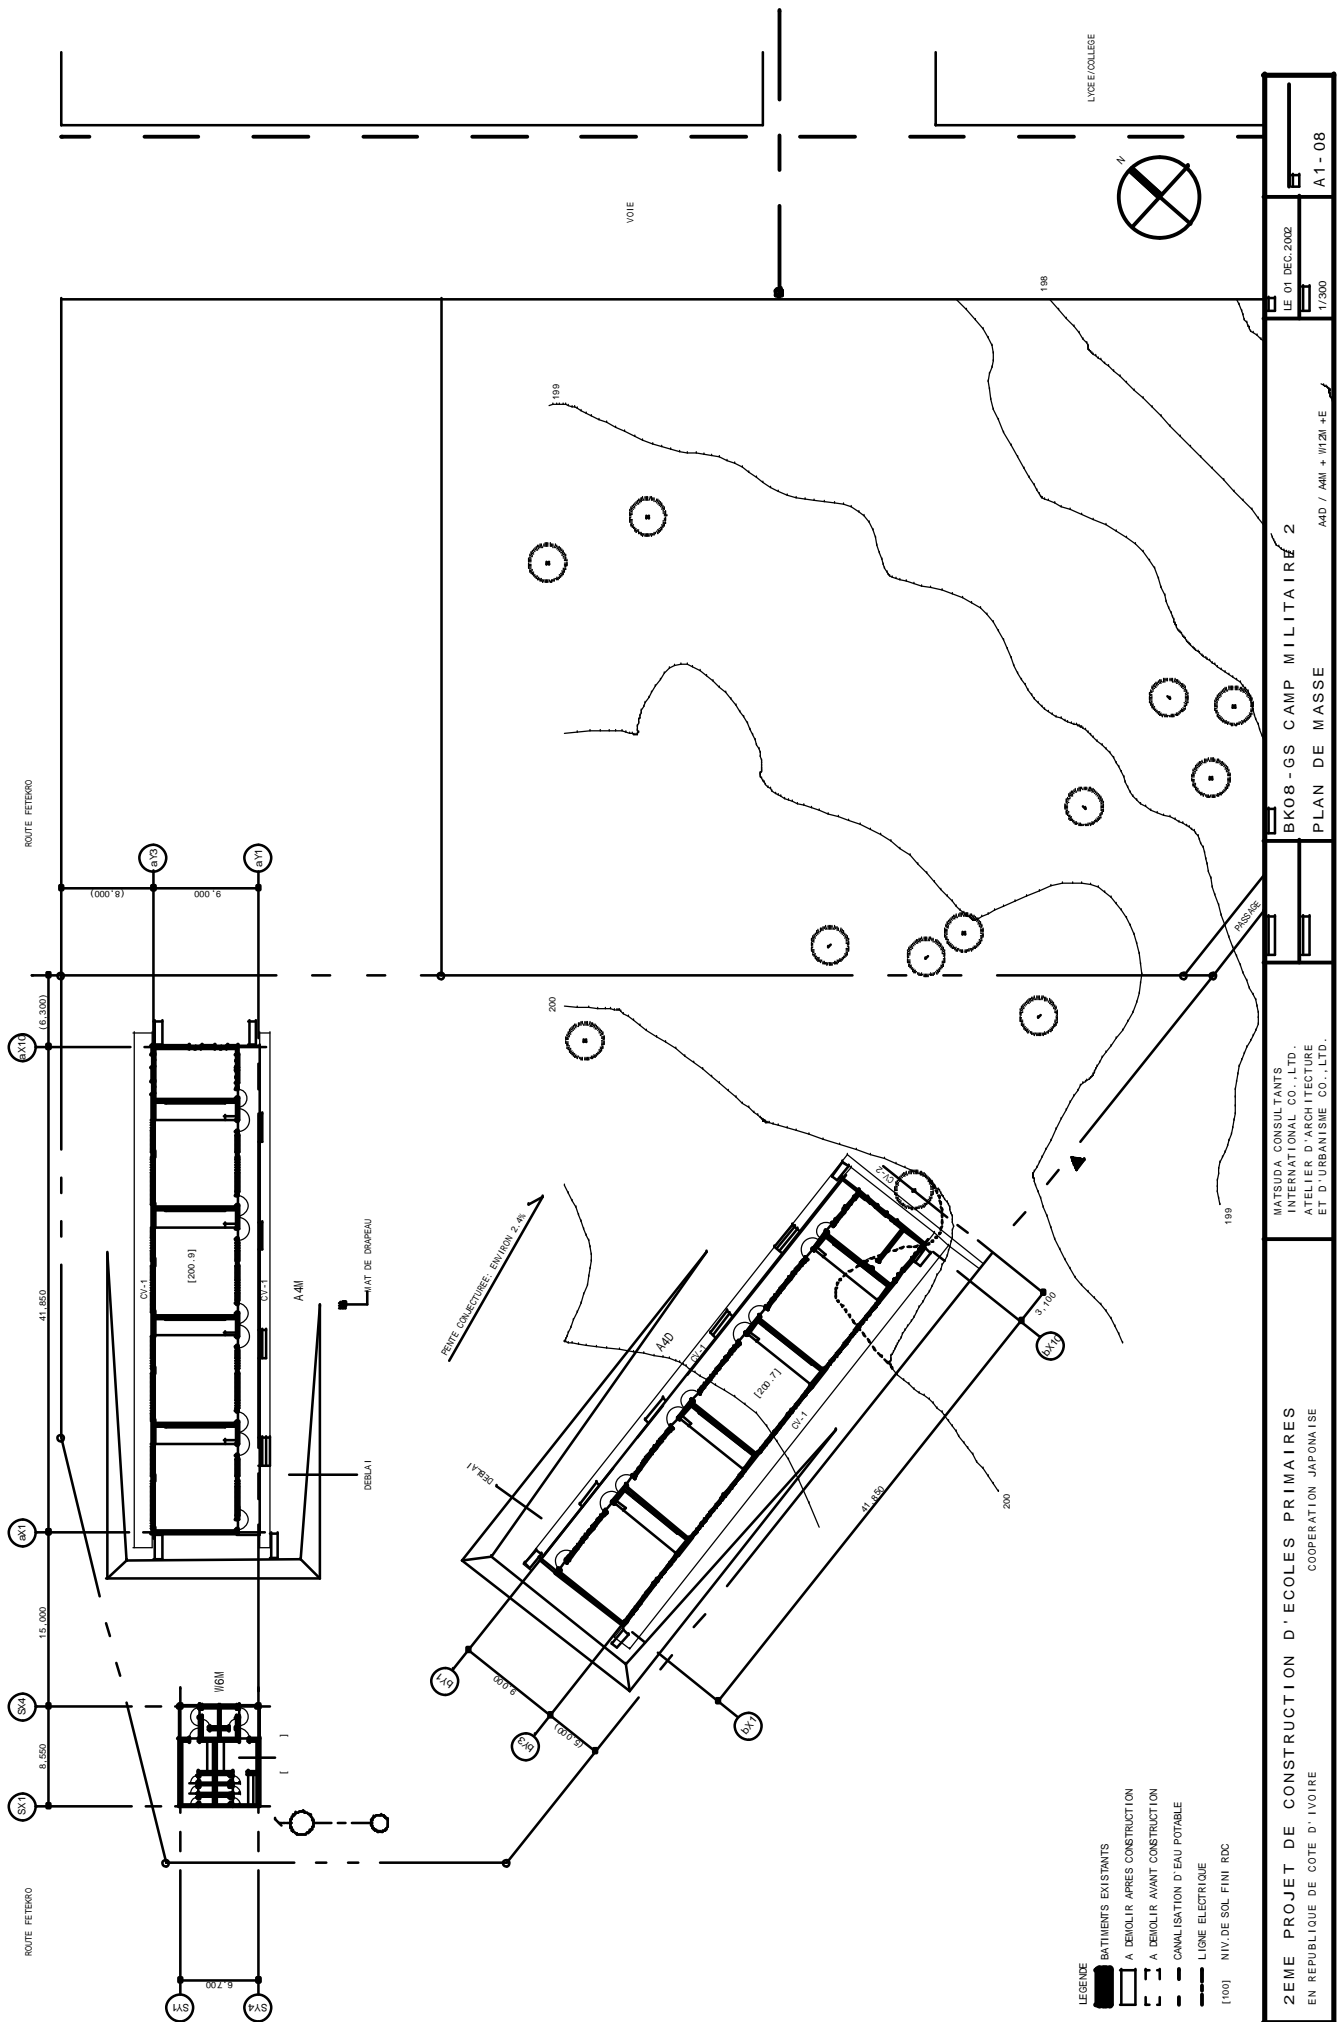 ROUTE FETEKRO
ROUTE FETEKRO
VOIE
LYCEE/COLLEGE
N
198
199
200
199
200
PASSAGE
SX1
SX4
aX1
aX10
8,550
15,000
41,850
(6,300)
SY1
SY4
6,700
aY3
aY1
(8,000)
9,000
W6M
[ ]
CV-1
[200.9]
CV-1
A4M
DEBLAI
MAT DE DRAPEAU
PENTE CONJECTUREE: ENVIRON 2.4%
DEBLAI
A4D
CV-1
[200.7]
CV-1
CV-2
bY1
bY3
9,000
(5,000)
bX1
bX10
41,850
3,100
LEGENDE
BATIMENTS EXISTANTS
A DEMOLIR APRES CONSTRUCTION
A DEMOLIR AVANT CONSTRUCTION
CANALISATION D'EAU POTABLE
LIGNE ELECTRIQUE
[100] NIV.DE SOL FINI RDC
2EME PROJET DE CONSTRUCTION D'ECOLES PRIMAIRES
EN REPUBLIQUE DE COTE D'IVOIRE COOPERATION JAPONAISE
MATSUDA CONSULTANTS
INTERNATIONAL CO.,LTD.
ATELIER D'ARCHITECTURE
ET D'URBANISME CO.,LTD.
BK08-GS CAMP MILITAIRE 2
PLAN DE MASSE
A4D / A4M + W12M +E
LE 01 DEC.2002
1/300
A1-08